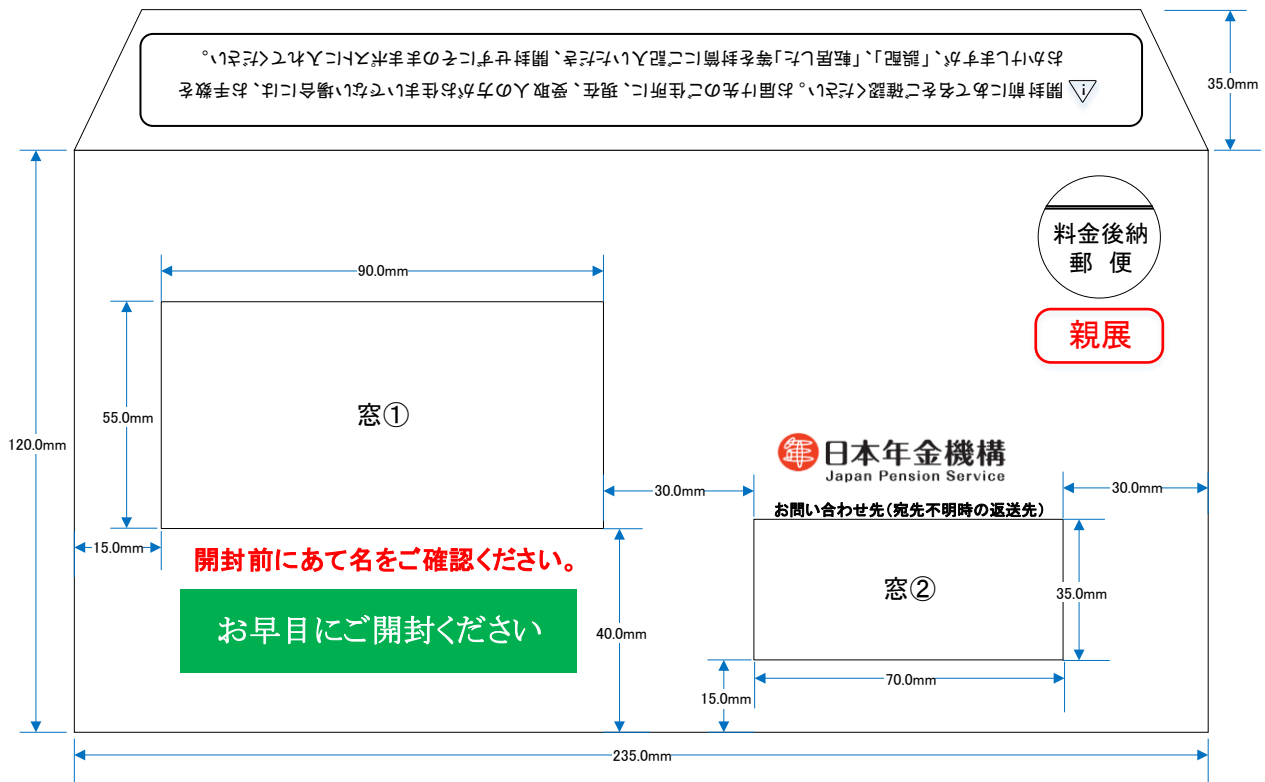 開封前にあて名をご確認ください。お届け先のご住所に、現在、受取人の方がお住まいでない場合には、お手数を
おかけしますが、「誤配」、「転居した」等を封筒にご記入いただき、開封せずにそのままポストに入れてください。
35.0mm
料金後納
郵 便
親展
90.0mm
55.0mm
窓①
120.0mm
日本年金機構
Japan Pension Service
30.0mm
30.0mm
お問い合わせ先(宛先不明時の返送先)
15.0mm
開封前にあて名をご確認ください。
窓②
35.0mm
お早目にご開封ください
40.0mm
70.0mm
15.0mm
235.0mm